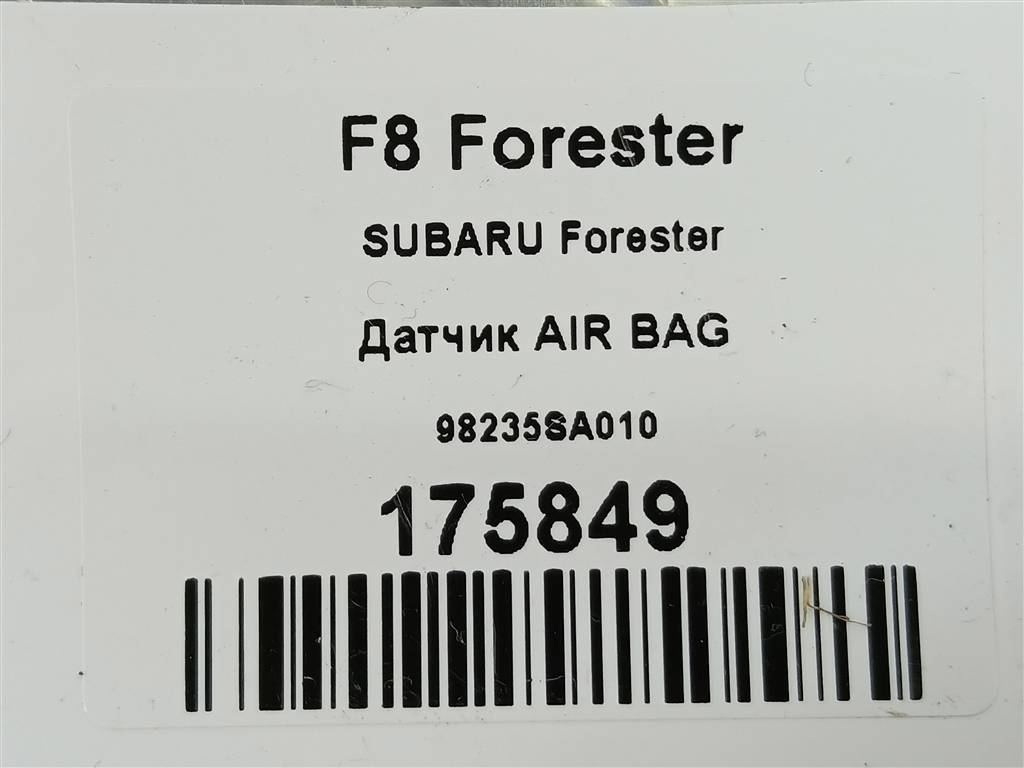 F8 Forester
SUBARU Forester
Датчик AIR BAG
98235SA010
175849